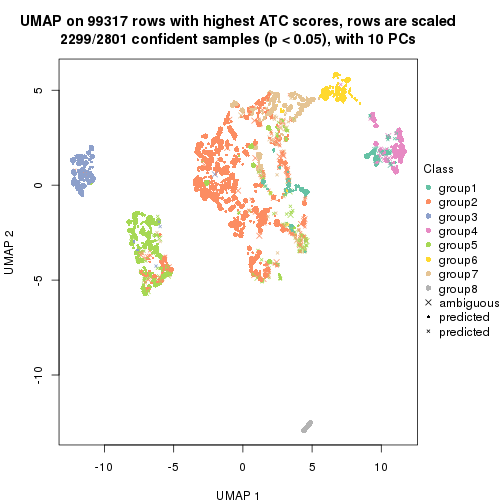 UMAP on 99317 rows with highest ATC scores, rows are scaled
2299/2801 confident samples (p < 0.05), with 10 PCs
5
0
-5
-10
UMAP 2
-10
-5
0
5
10
UMAP 1
Class
group1
group2
group3
group4
group5
group6
group7
group8
ambiguous
predicted
predicted